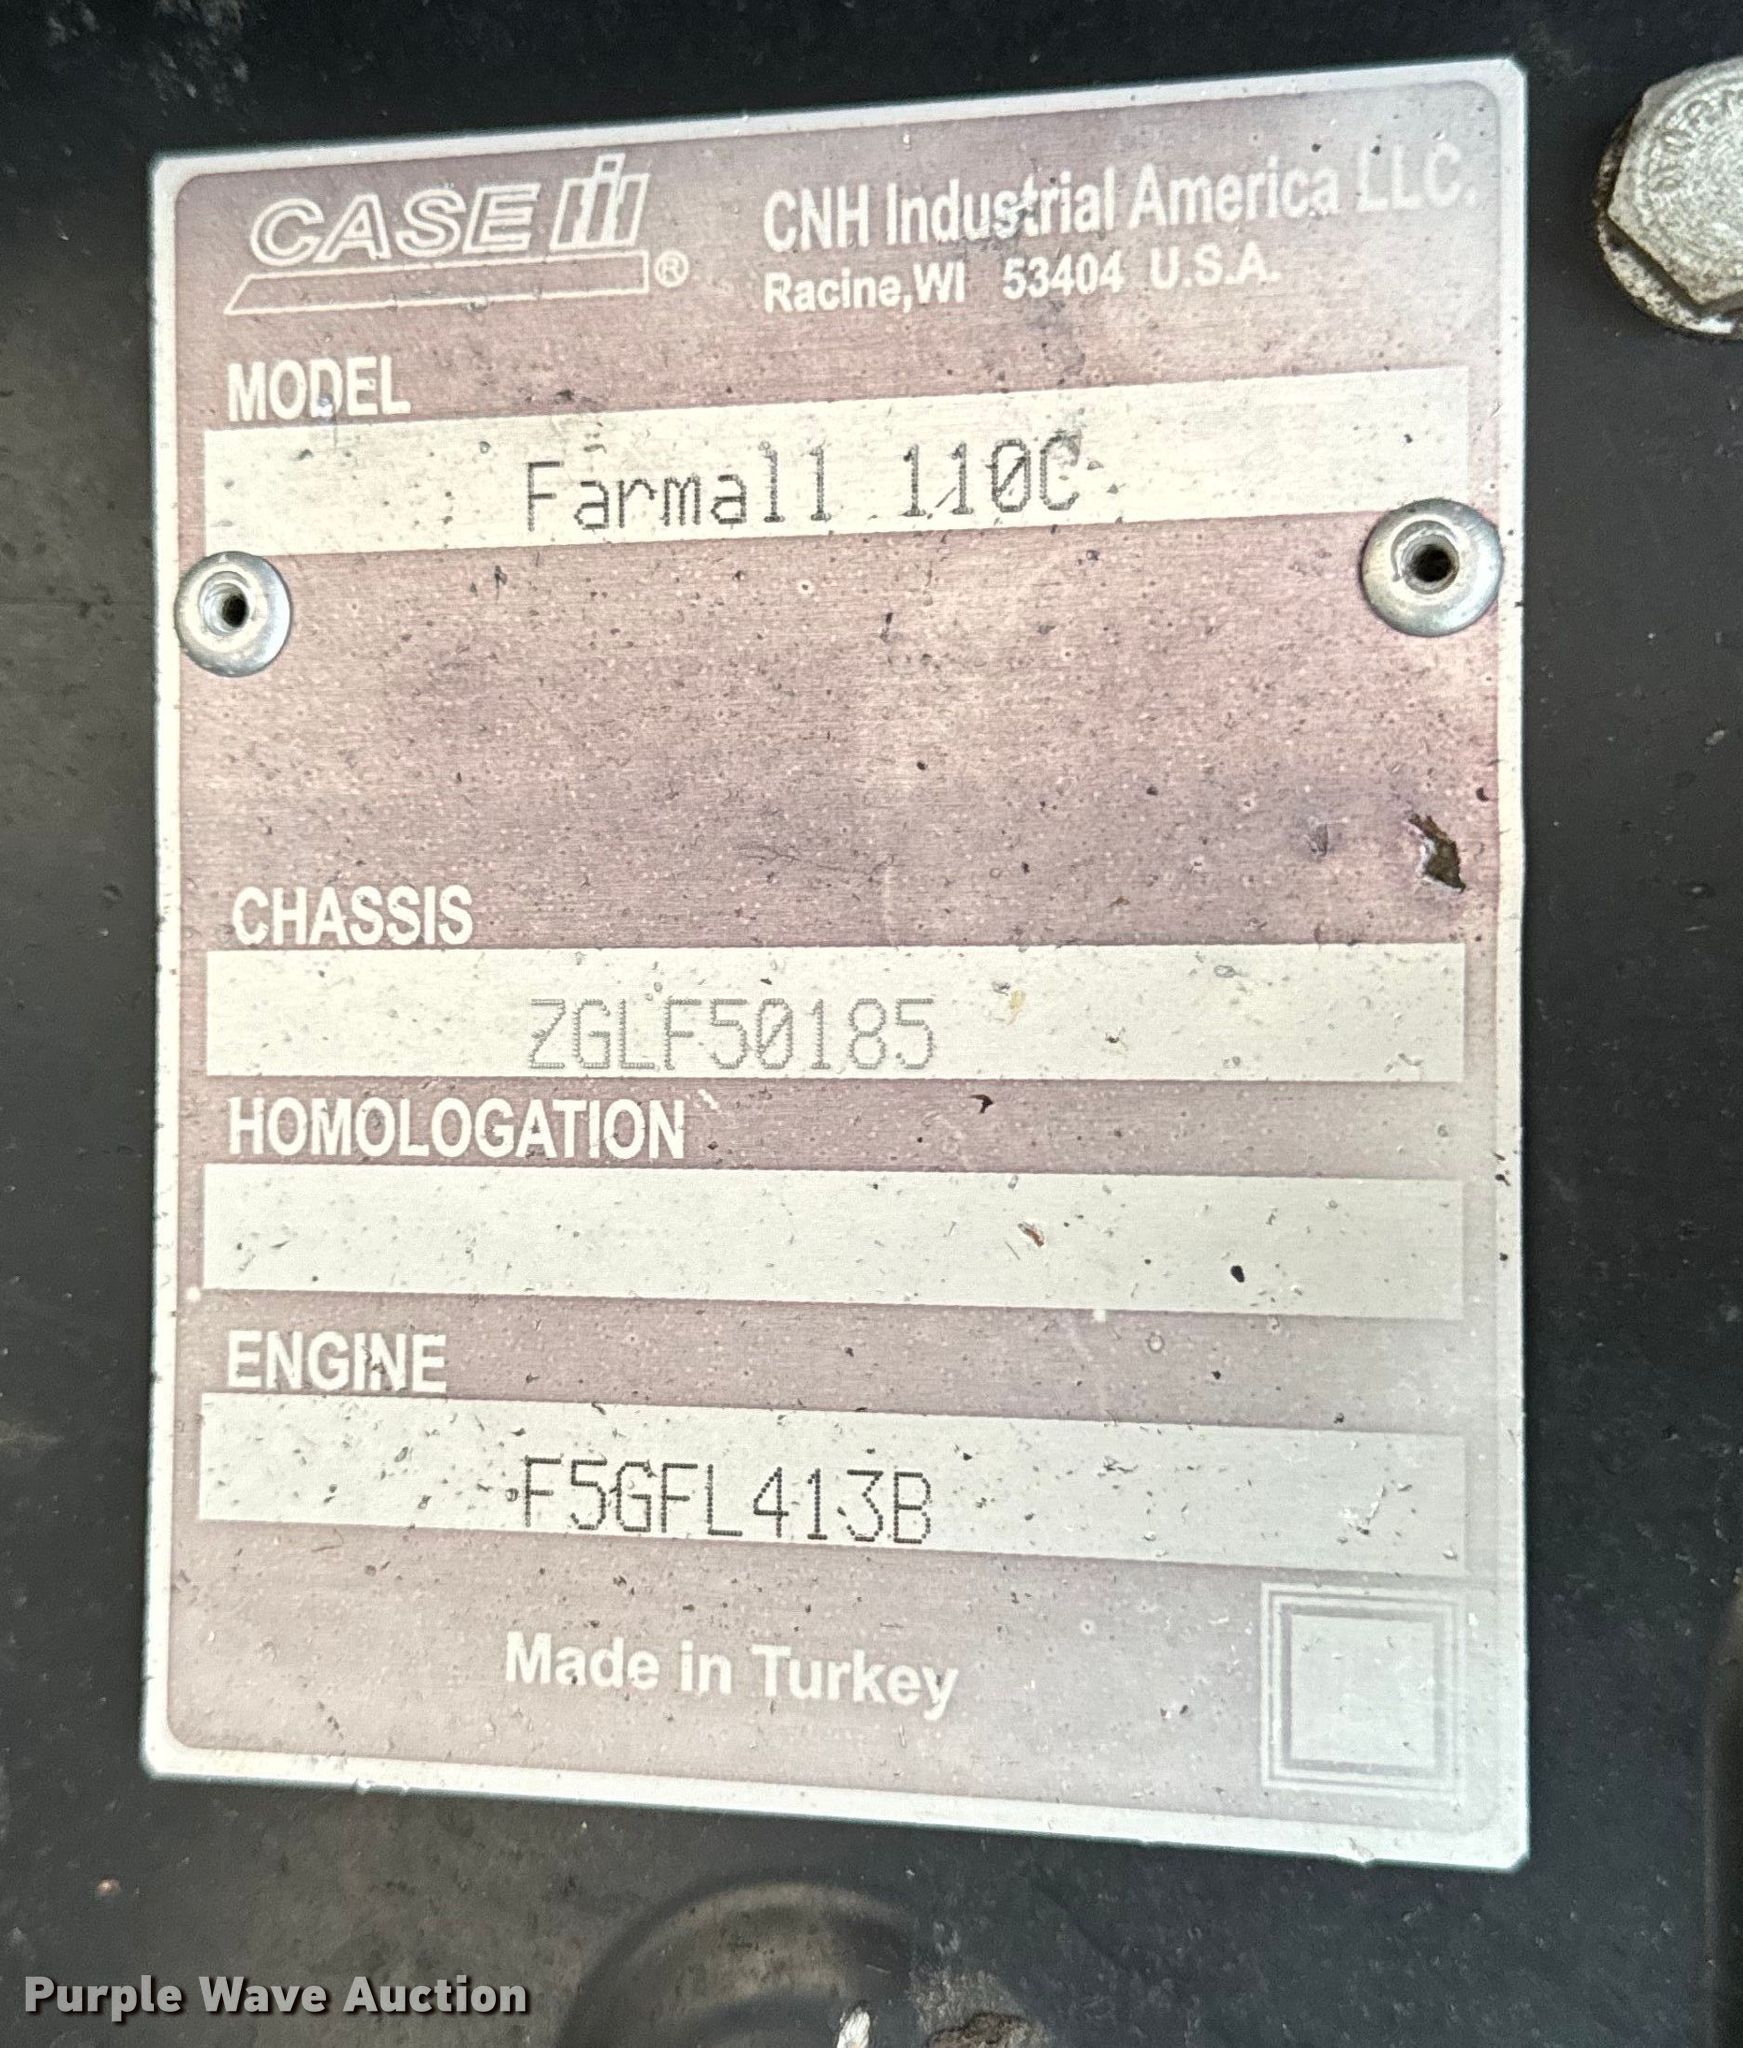 CASE IH ®
CNH Industrial America LLC.
Racine,WI 53404 U.S.A.
MODEL
Farmall 110C
CHASSIS
ZGLF50185
HOMOLOGATION
ENGINE
F5GFL413B
Made in Turkey
Purple Wave Auction